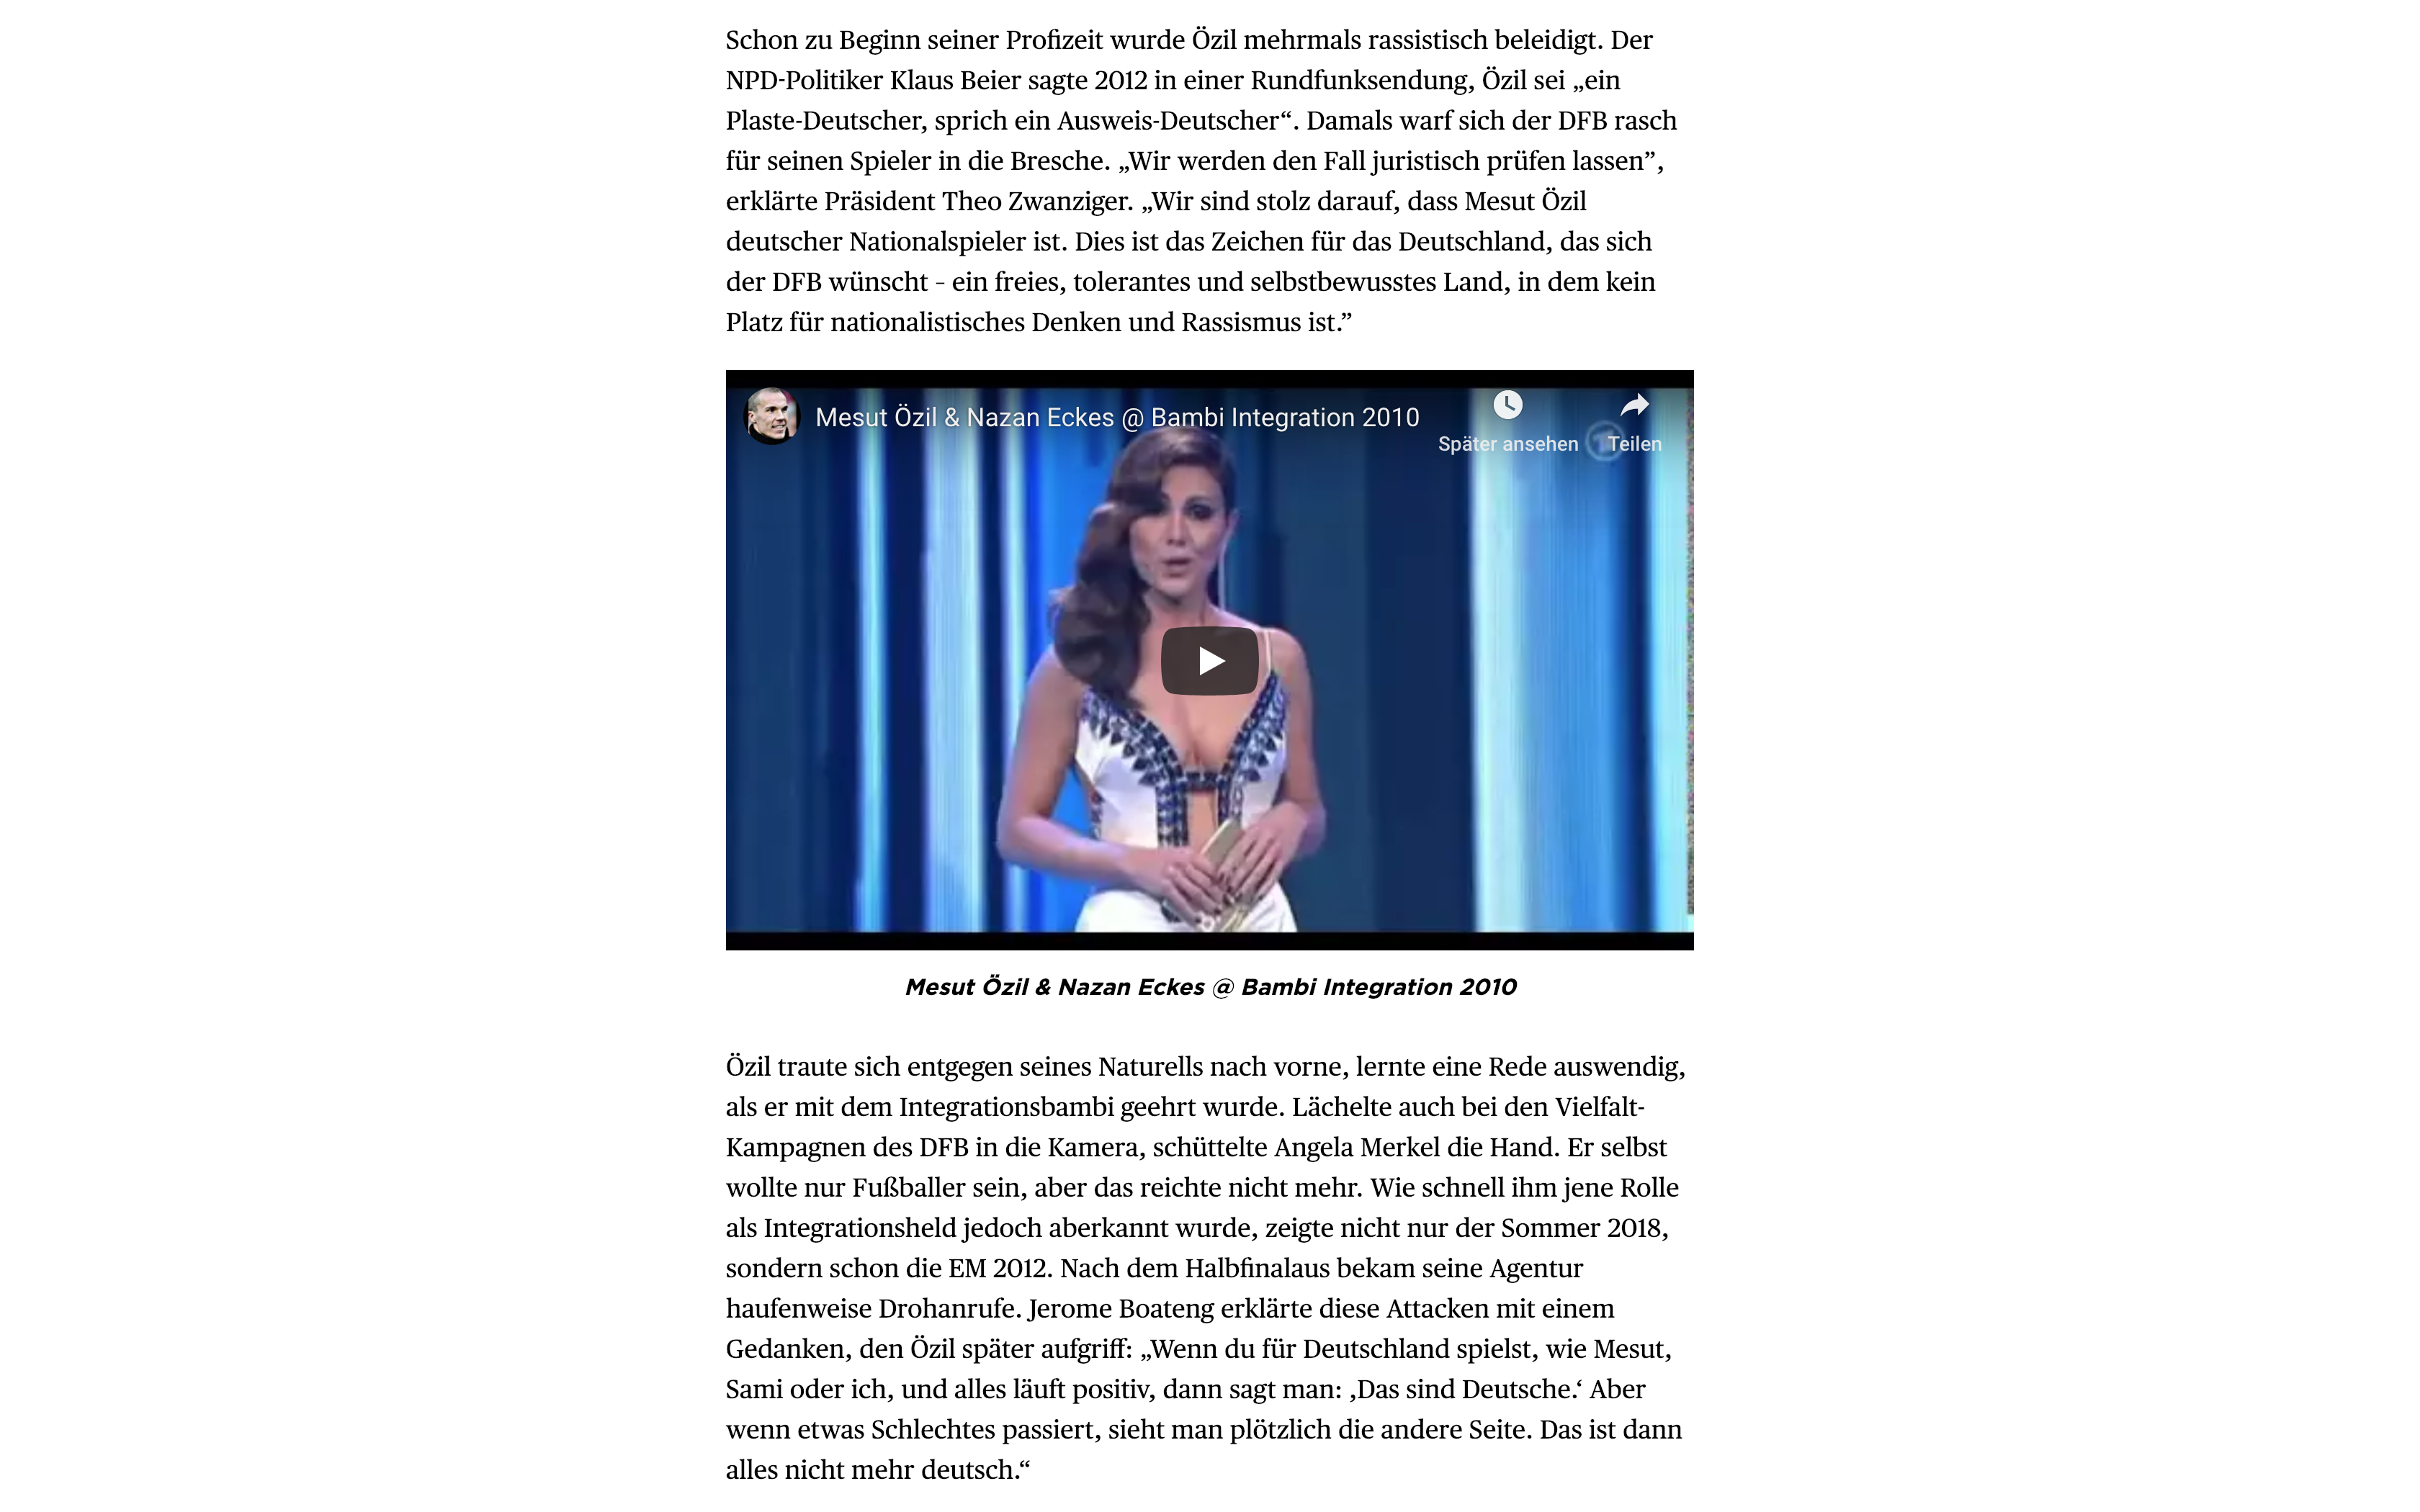 Schon zu Beginn seiner Profizeit wurde Özil mehrmals rassistisch beleidigt. Der
NPD-Politiker Klaus Beier sagte 2012 in einer Rundfunksendung, Özil sei „ein
Plaste-Deutscher, sprich ein Ausweis-Deutscher“. Damals warf sich der DFB rasch
für seinen Spieler in die Bresche. „Wir werden den Fall juristisch prüfen lassen”,
erklärte Präsident Theo Zwanziger. „Wir sind stolz darauf, dass Mesut Özil
deutscher Nationalspieler ist. Dies ist das Zeichen für das Deutschland, das sich
der DFB wünscht – ein freies, tolerantes und selbstbewusstes Land, in dem kein
Platz für nationalistisches Denken und Rassismus ist.”
Mesut Özil & Nazan Eckes @ Bambi Integration 2010
Später ansehen
Teilen
Mesut Özil & Nazan Eckes @ Bambi Integration 2010
Özil traute sich entgegen seines Naturells nach vorne, lernte eine Rede auswendig,
als er mit dem Integrationsbambi geehrt wurde. Lächelte auch bei den Vielfalt-
Kampagnen des DFB in die Kamera, schüttelte Angela Merkel die Hand. Er selbst
wollte nur Fußballer sein, aber das reichte nicht mehr. Wie schnell ihm jene Rolle
als Integrationsheld jedoch aberkannt wurde, zeigte nicht nur der Sommer 2018,
sondern schon die EM 2012. Nach dem Halbfinalaus bekam seine Agentur
haufenweise Drohanrufe. Jerome Boateng erklärte diese Attacken mit einem
Gedanken, den Özil später aufgriff: „Wenn du für Deutschland spielst, wie Mesut,
Sami oder ich, und alles läuft positiv, dann sagt man: ‚Das sind Deutsche.‘ Aber
wenn etwas Schlechtes passiert, sieht man plötzlich die andere Seite. Das ist dann
alles nicht mehr deutsch.“